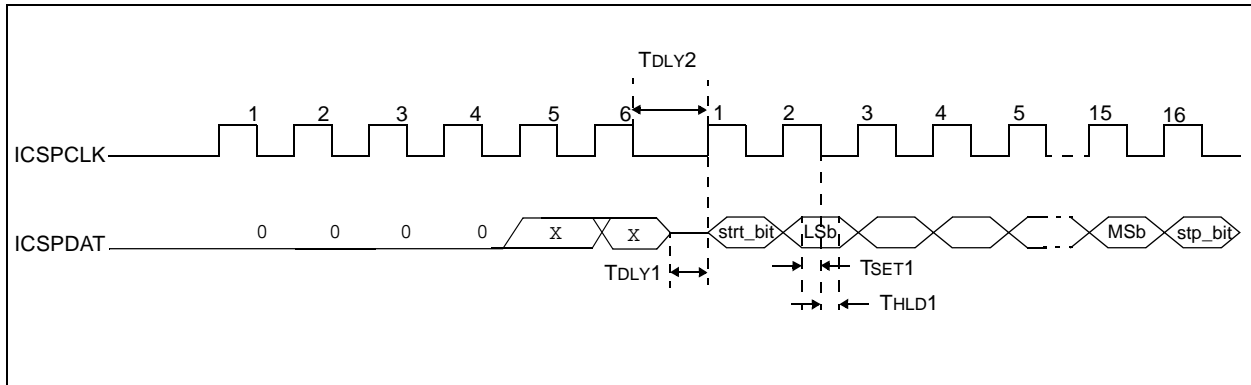 TDLY2
1 2 3 4 5 6 1 2 3 4 5 15 16
ICSPCLK
ICSPDAT 0 0 0 0 X X strt_bit LSb MSb stp_bit
TDLY1 TSET1
THLD1